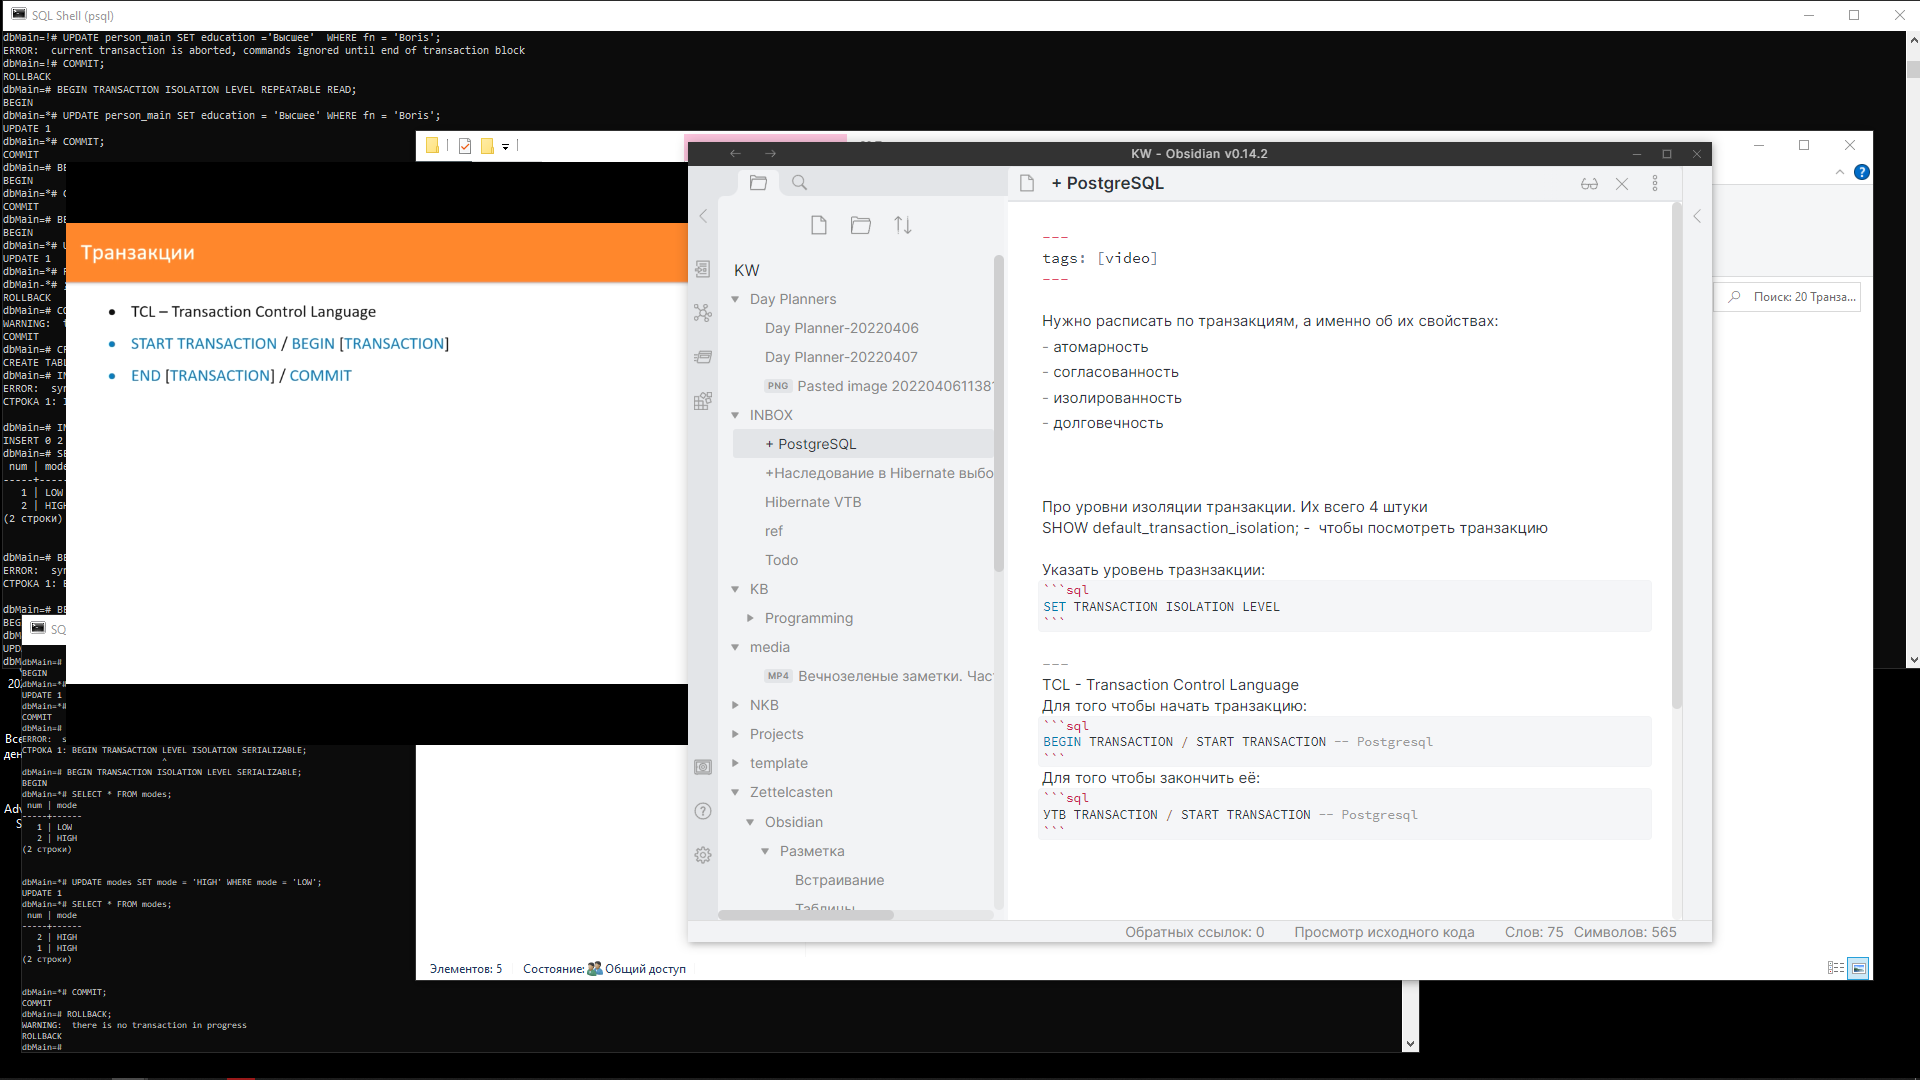 SQL Shell (psql)
dbMain=!# UPDATE person_main SET education ='Высшее'  WHERE fn = 'Boris';
ERROR:  current transaction is aborted, commands ignored until end of transaction block
dbMain=!# COMMIT;
ROLLBACK
dbMain=# BEGIN TRANSACTION ISOLATION LEVEL REPEATABLE READ;
BEGIN
dbMain=*# UPDATE person_main SET education = 'Высшее' WHERE fn = 'Boris';
UPDATE 1
dbMain=*# COMMIT;
COMMIT
dbMain=# BE
BEGIN
dbMain=*# C
COMMIT
dbMain=# BE
BEGIN
dbMain=*# U
UPDATE 1
dbMain=*# R
dbMain-*# ;
ROLLBACK
dbMain=# CO
WARNING:
COMMIT
dbMain=# CR
CREATE TABL
dbMain=# IN
ERROR:  syn
СТРОКА 1: I
dbMain=# IN
INSERT 0 2
dbMain=# SE
num | mode
-----+-----
1 | LOW
2 | HIGH
(2 строки)
dbMain=# BE
ERROR:  syn
СТРОКА 1: B
dbMain=# BE
BEG
dbM
UPD
dbM
Транзакции
• TCL – Transaction Control Language
• START TRANSACTION / BEGIN [TRANSACTION]
• END [TRANSACTION] / COMMIT
SQ
dbMain=#
BEGIN
dbMain=*#
UPDATE 1
dbMain=*#
COMMIT
dbMain=#
ERROR:  s
СТРОКА 1: BEGIN TRANSACTION LEVEL ISOLATION SERIALIZABLE;
^
dbMain=# BEGIN TRANSACTION ISOLATION LEVEL SERIALIZABLE;
BEGIN
dbMain=*# SELECT * FROM modes;
num | mode
-----+------
1 | LOW
2 | HIGH
(2 строки)
dbMain=*# UPDATE modes SET mode = 'HIGH' WHERE mode = 'LOW';
UPDATE 1
dbMain=*# SELECT * FROM modes;
num | mode
-----+------
2 | HIGH
1 | HIGH
(2 строки)
dbMain=*# COMMIT;
COMMIT
dbMain=# ROLLBACK;
WARNING:  there is no transaction in progress
ROLLBACK
dbMain=#
20
Все
ден
Adv
S
KW - Obsidian v0.14.2
KW
Day Planners
Day Planner-20220406
Day Planner-20220407
PNG Pasted image 2022040611381
INBOX
+ PostgreSQL
+Наследование в Hibernate выбо
Hibernate VTB
ref
Todo
KB
Programming
media
MP4 Вечнозеленые заметки. Час
NKB
Projects
template
Zettelcasten
Obsidian
Разметка
Встраивание
Таблицы
+ PostgreSQL
---
tags: [video]
---
Нужно расписать по транзакциям, а именно об их свойствах:
- атомарность
- согласованность
- изолированность
- долговечность
Про уровни изоляции транзакции. Их всего 4 штуки
SHOW default_transaction_isolation; -  чтобы посмотреть транзакцию
Указать уровень тразнзакции:
```sql
SET TRANSACTION ISOLATION LEVEL
```
---
TCL - Transaction Control Language
Для того чтобы начать транзакцию:
```sql
BEGIN TRANSACTION / START TRANSACTION -- Postgresql
```
Для того чтобы закончить её:
```sql
УТВ TRANSACTION / START TRANSACTION -- Postgresql
```
Обратных ссылок: 0 Просмотр исходного кода Слов: 75 Символов: 565
Поиск: 20 Транза...
Элементов: 5 Состояние: Общий доступ